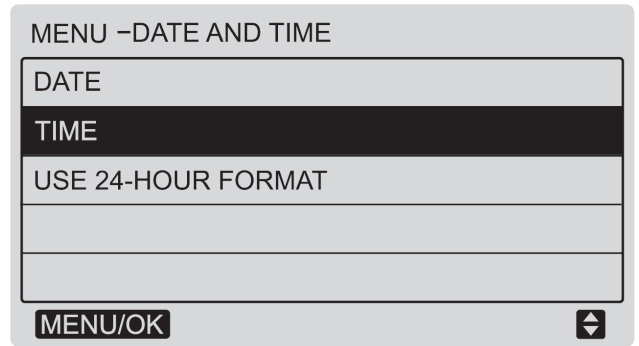 MENU –DATE AND TIME
DATE
TIME
USE 24-HOUR FORMAT
MENU/OK